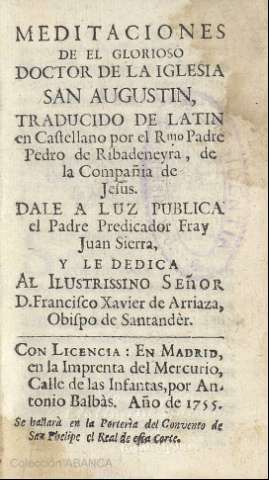 MEDITACIONES
DE EL GLORIOSO
DOCTOR DE LA IGLESIA
SAN AUGUSTIN,
TRADUCIDO DE LATIN
en Caſtellano por el Rmo Padre
Pedro de Ribadeneyra, de
la Compañia de
Jeſus.
DALE A LUZ PUBLICA
el Padre Predicador Fray
Juan Sierra,
Y LE DEDICA
AL ILUSTRISSIMO SEÑOR
D. Franciſco Xavier de Arriaza,
Obiſpo de Santandèr.
CON LICENCIA: EN MADRID,
en la Imprenta del Mercurio,
Calle de las Infantas, por An-
tonio Balbàs. Año de 1755.
Se hallarà en la Porterìa del Convento de
San Phelipe el Real de eſta Corte.
Colección ABANCA